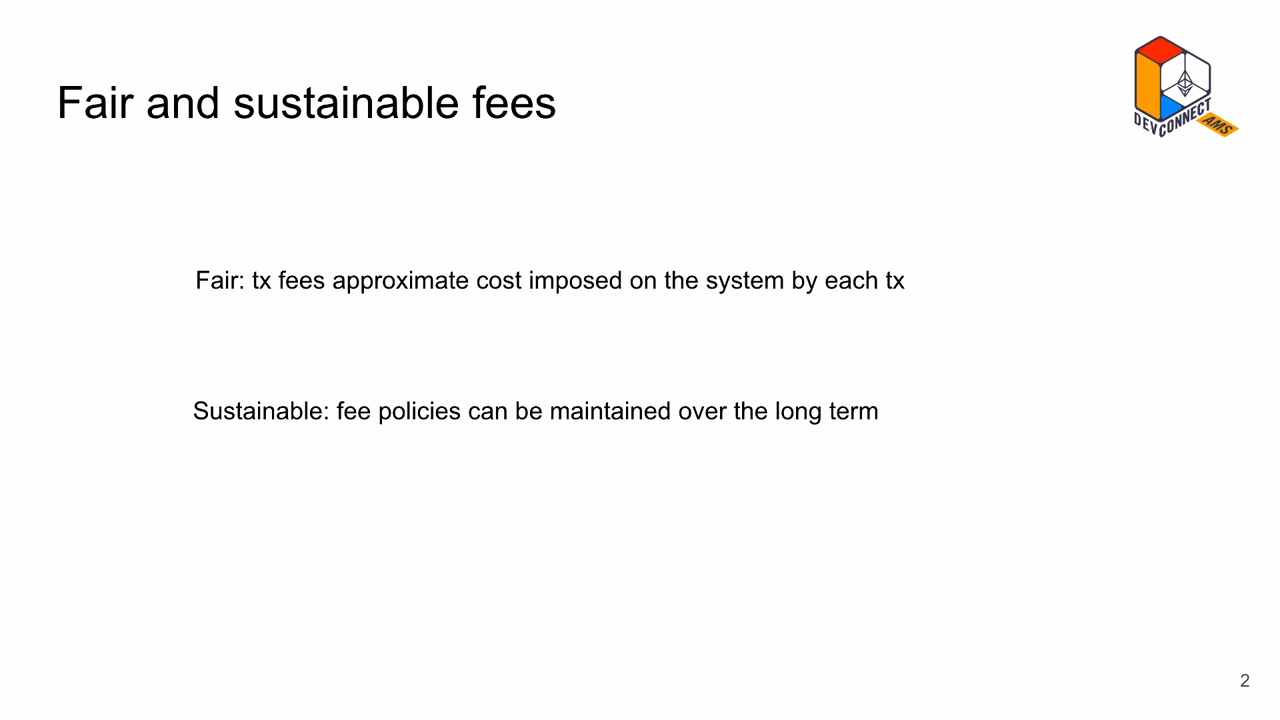 Fair and sustainable fees
DEVCONNECT
AMS
Fair: tx fees approximate cost imposed on the system by each tx
Sustainable: fee policies can be maintained over the long term
2